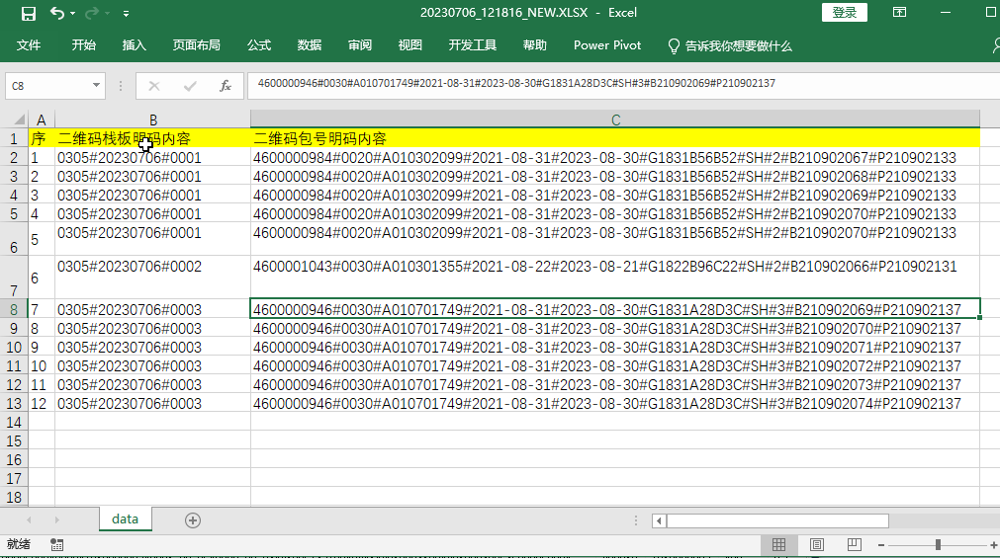 20230706_121816_NEW.XLSX - Excel
登录
文件 开始 插入 页面布局 公式 数据 审阅 视图 开发工具 帮助 Power Pivot 告诉我你想要做什么
C8 fx 4600000946#0030#A010701749#2021-08-31#2023-08-30#G1831A28D3C#SH#3#B210902069#P210902137
A B C
1 序 二维码栈板明码内容 二维码包号明码内容
2 1 0305#20230706#0001 4600000984#0020#A010302099#2021-08-31#2023-08-30#G1831B56B52#SH#2#B210902067#P210902133
3 2 0305#20230706#0001 4600000984#0020#A010302099#2021-08-31#2023-08-30#G1831B56B52#SH#2#B210902068#P210902133
4 3 0305#20230706#0001 4600000984#0020#A010302099#2021-08-31#2023-08-30#G1831B56B52#SH#2#B210902069#P210902133
5 4 0305#20230706#0001 4600000984#0020#A010302099#2021-08-31#2023-08-30#G1831B56B52#SH#2#B210902070#P210902133
6 5 0305#20230706#0001 4600000984#0020#A010302099#2021-08-31#2023-08-30#G1831B56B52#SH#2#B210902070#P210902133
7 6 0305#20230706#0002 4600001043#0030#A010301355#2021-08-22#2023-08-21#G1822B96C22#SH#2#B210902066#P210902131
8 7 0305#20230706#0003 4600000946#0030#A010701749#2021-08-31#2023-08-30#G1831A28D3C#SH#3#B210902069#P210902137
9 8 0305#20230706#0003 4600000946#0030#A010701749#2021-08-31#2023-08-30#G1831A28D3C#SH#3#B210902070#P210902137
10 9 0305#20230706#0003 4600000946#0030#A010701749#2021-08-31#2023-08-30#G1831A28D3C#SH#3#B210902071#P210902137
11 10 0305#20230706#0003 4600000946#0030#A010701749#2021-08-31#2023-08-30#G1831A28D3C#SH#3#B210902072#P210902137
12 11 0305#20230706#0003 4600000946#0030#A010701749#2021-08-31#2023-08-30#G1831A28D3C#SH#3#B210902073#P210902137
13 12 0305#20230706#0003 4600000946#0030#A010701749#2021-08-31#2023-08-30#G1831A28D3C#SH#3#B210902074#P210902137
14
15
16
17
18
data
就绪